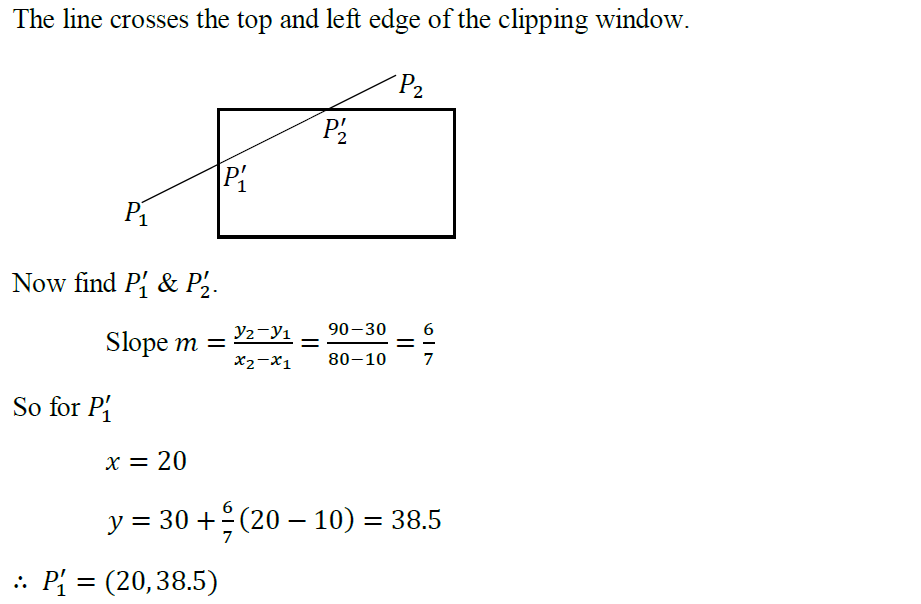 The line crosses the top and left edge of the clipping window.
P₂
P₂′
P₁′
P₁
Now find P₁′ & P₂′.
Slope m = (y₂−y₁)/(x₂−x₁) = (90−30)/(80−10) = 6/7
So for P₁′
x = 20
y = 30 + 6/7 (20 − 10) = 38.5
∴ P₁′ = (20, 38.5)